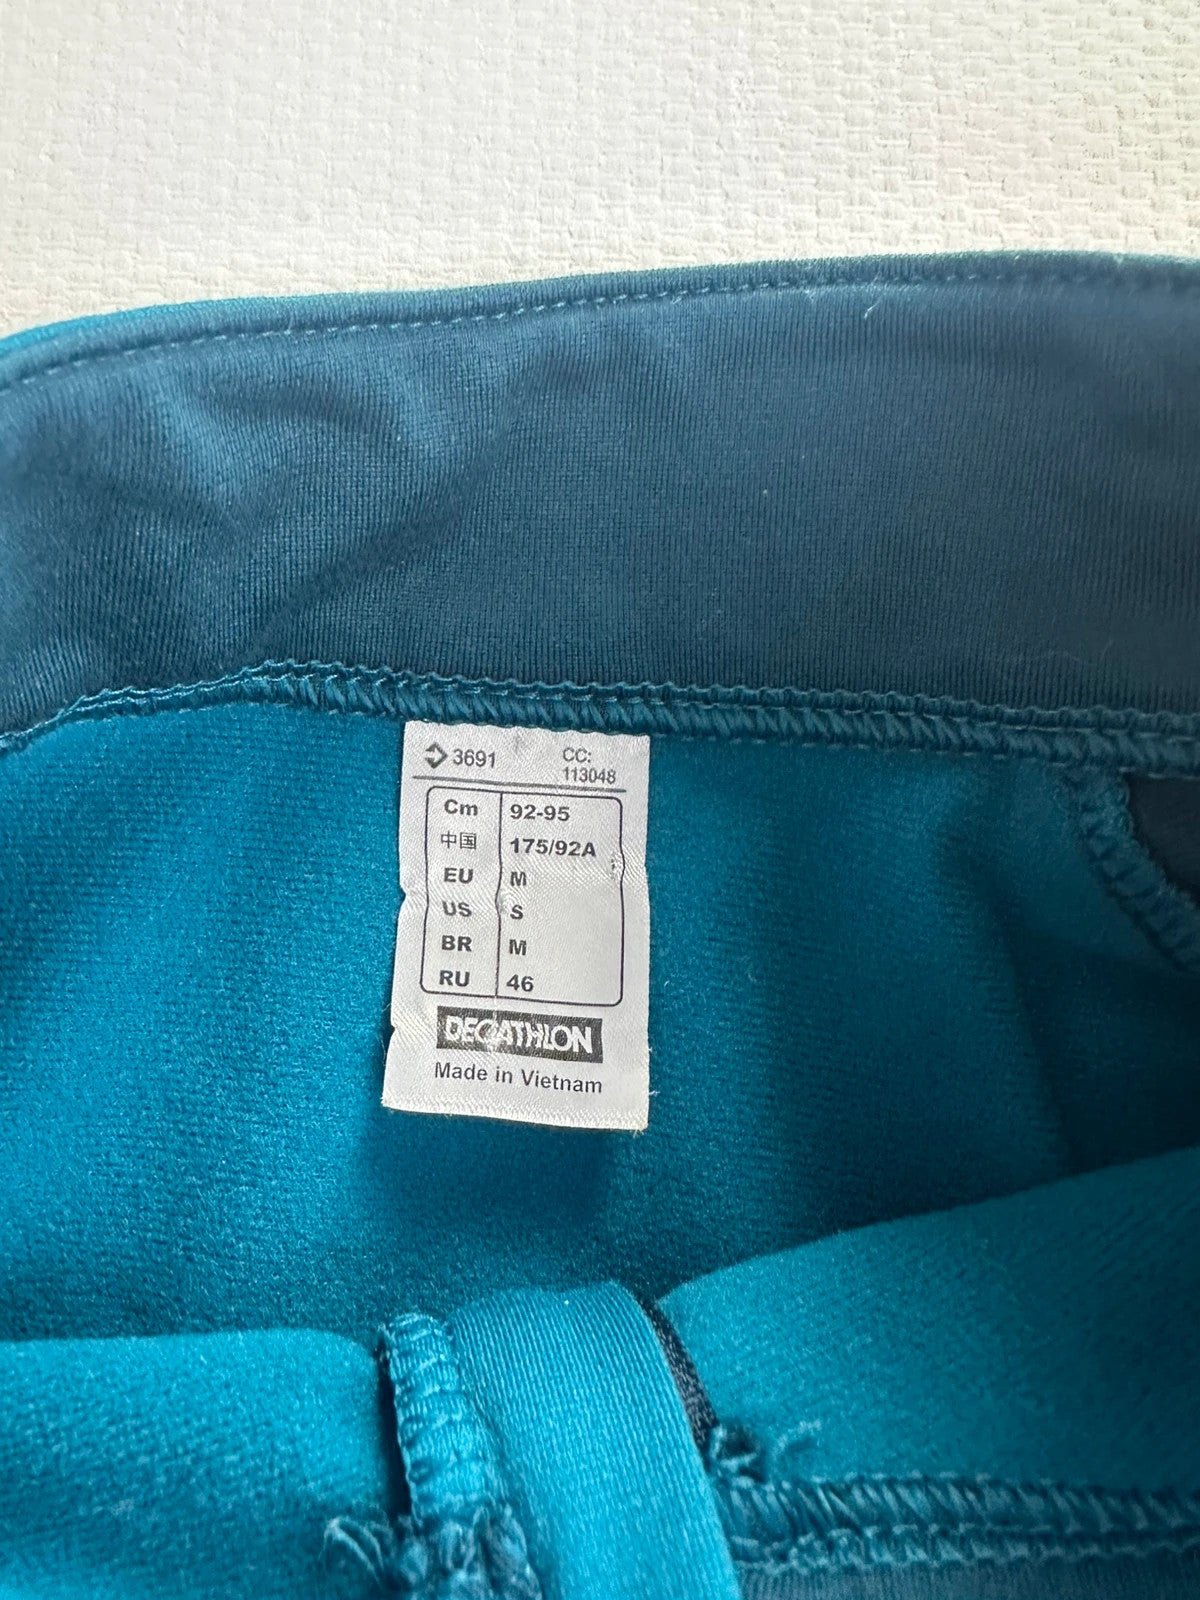 3691 CC:
113048
Cm 92-95
中国 175/92A
EU M
US S
BR M
RU 46
DECATHLON
Made in Vietnam